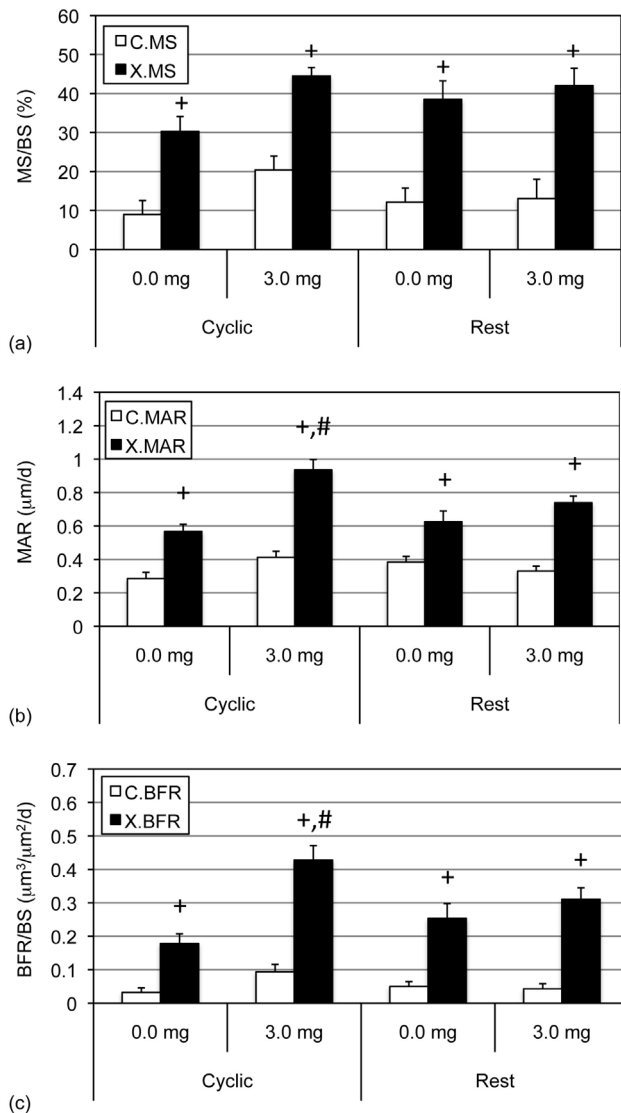 60
50
40
30
20
10
0
MS/BS (%)
C.MS
X.MS
+
+
+
+
0.0 mg
3.0 mg
0.0 mg
3.0 mg
Cyclic
Rest
(a)
1.4
1.2
1
0.8
0.6
0.4
0.2
0
MAR (μm/d)
C.MAR
X.MAR
+
+,#
+
+
0.0 mg
3.0 mg
0.0 mg
3.0 mg
Cyclic
Rest
(b)
0.7
0.6
0.5
0.4
0.3
0.2
0.1
0
BFR/BS (μm³/μm²/d)
C.BFR
X.BFR
+
+,#
+
+
0.0 mg
3.0 mg
0.0 mg
3.0 mg
Cyclic
Rest
(c)